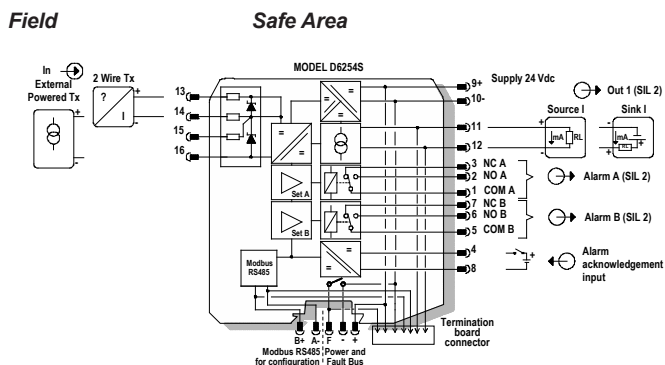 Field
Safe Area
MODEL D6254S
In
External
Powered Tx
2 Wire Tx
+
-
?
I
+
-
13
14
15
16
=
=
=
=
=
=
Set A
Set B
Modbus
RS485
=
=
9+
10-
Supply 24 Vdc
11
12
3 NC A
2 NO A
1 COM A
7 NC B
6 NO B
5 COM B
4
8
Source I
+
-
mA
RL
Sink I
-
+
mA
RL
Out 1 (SIL 2)
Alarm A (SIL 2)
Alarm B (SIL 2)
+
Alarm
acknowledgement
input
Termination
board
connector
B+ A- F - +
Modbus RS485
for configuration
Power and
Fault Bus